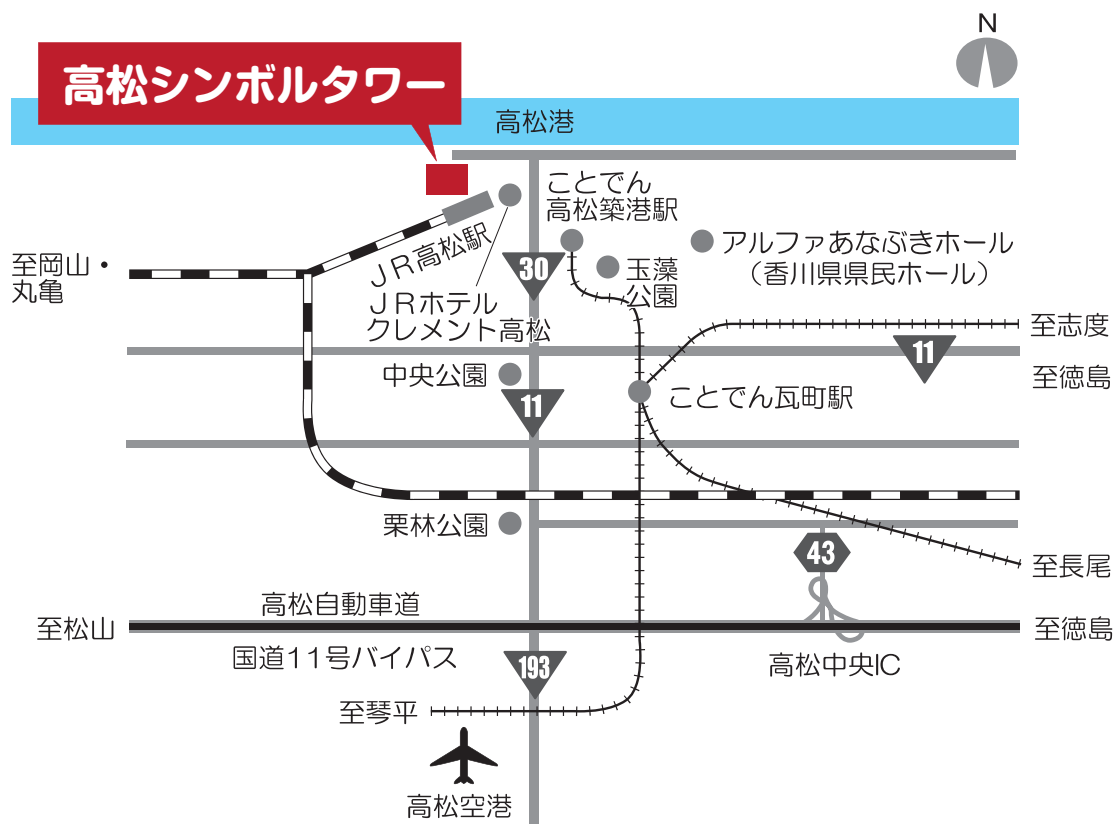 N
高松シンボルタワー
高松港
ことでん
高松築港駅
JR高松駅
アルファあなぶきホール
（香川県県民ホール）
至岡山・
丸亀
30
玉藻
公園
JRホテル
クレメント高松
至志度
11
中央公園
至徳島
11
ことでん瓦町駅
栗林公園
43
至長尾
高松自動車道
至松山
至徳島
国道11号バイパス
193
高松中央IC
至琴平
高松空港